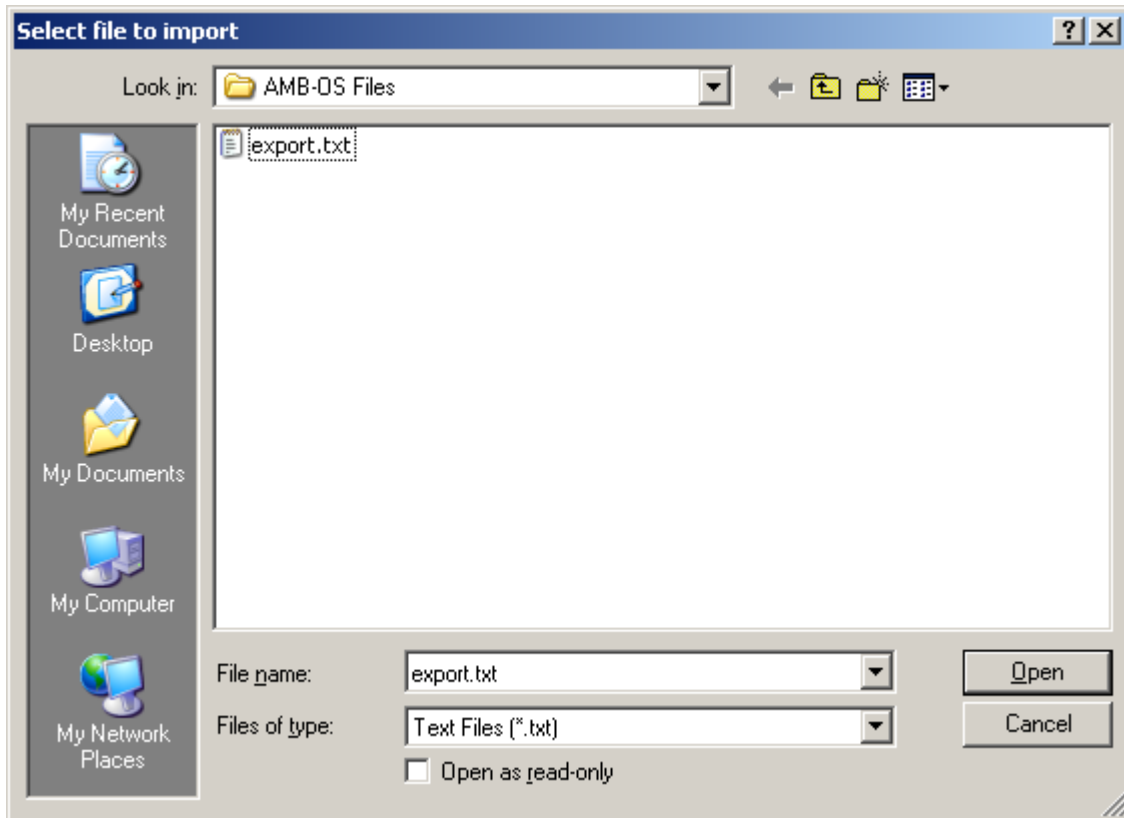 Select file to import
Look in: AMB-OS Files
export.txt
My Recent
Documents
Desktop
My Documents
My Computer
My Network
Places
File name: export.txt Open
Files of type: Text Files (*.txt) Cancel
Open as read-only